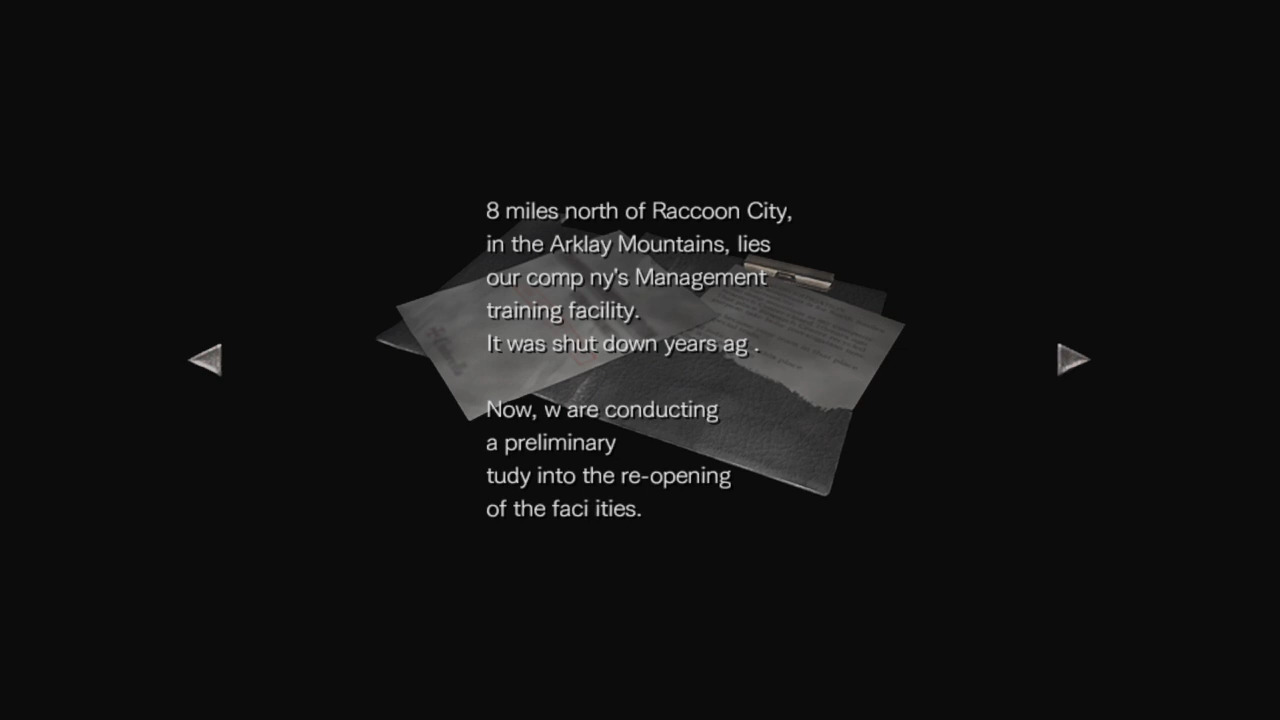 8 miles north of Raccoon City,
in the Arklay Mountains, lies
our comp ny's Management
training facility.
It was shut down years ag .
Now, w are conducting
a preliminary
tudy into the re-opening
of the faci ities.